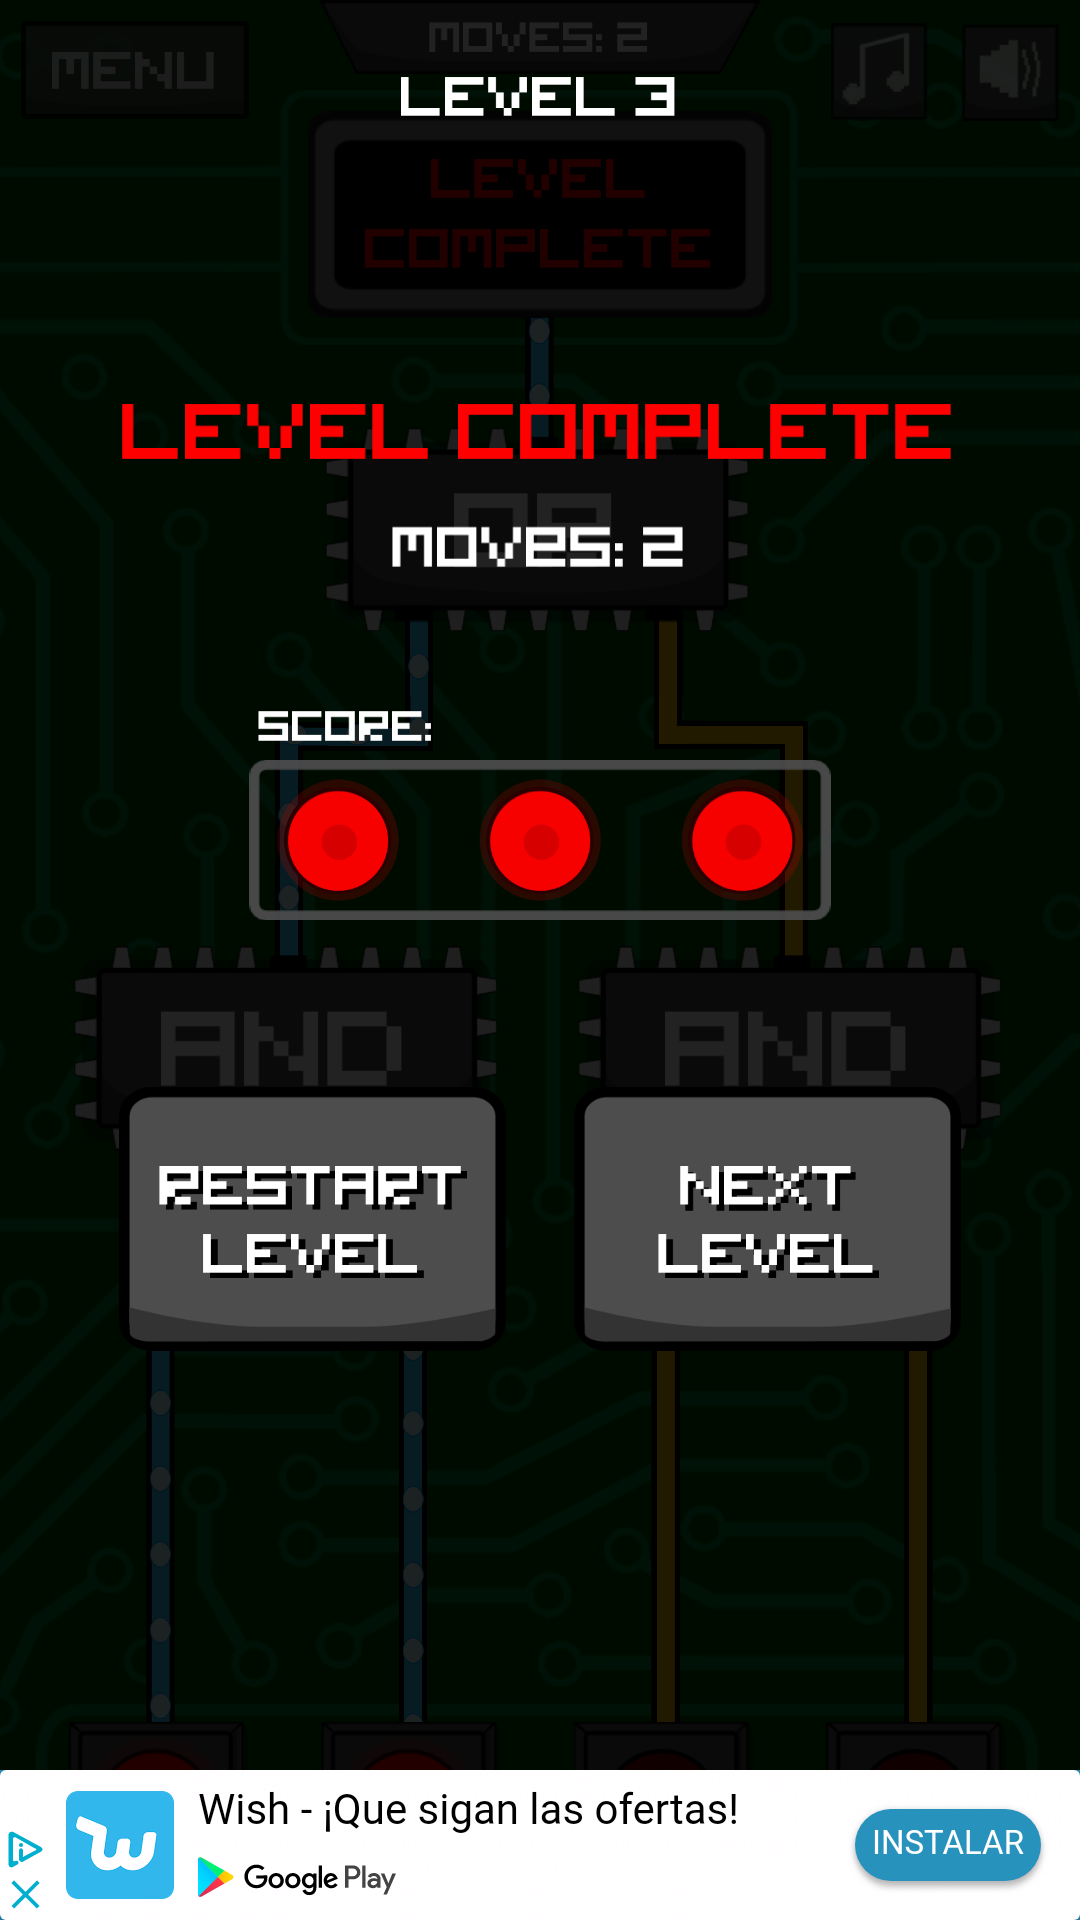 MOVES: 2
MENU
LEVEL 3
LEVEL
COMPLETE
LEVEL COMPLETE
OR
MOVES: 2
SCORE:
AND AND
RESTART
LEVEL
NEXT
LEVEL
Wish - ¡Que sigan las ofertas!
INSTALAR
Google Play